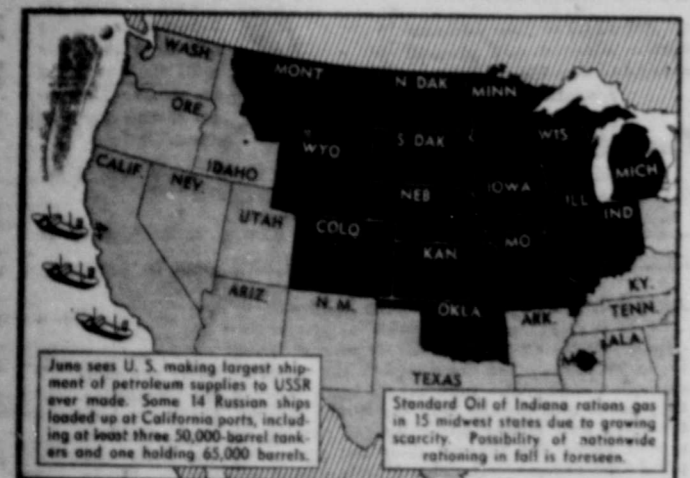 WASH.
MONT
N DAK
MINN
ORE.
WIS
S DAK
WYO
MICH
CALIF.
IDAHO
NEV.
NEB
IOWA
ILL
IND
UTAH
COLO
KAN
MO
KY.
ARIZ.
N. M.
OKLA
ARK.
TENN.
ALA.
TEXAS
June sees U. S. making largest ship-
ment of petroleum supplies to USSR
ever made. Some 14 Russian ships
loaded up at California ports, includ-
ing at least three 50,000-barrel tank-
ers and one holding 65,000 barrels.
Standard Oil of Indiana rations gas
in 15 midwest states due to growing
scarcity. Possibility of nationwide
rationing in fall is foreseen.